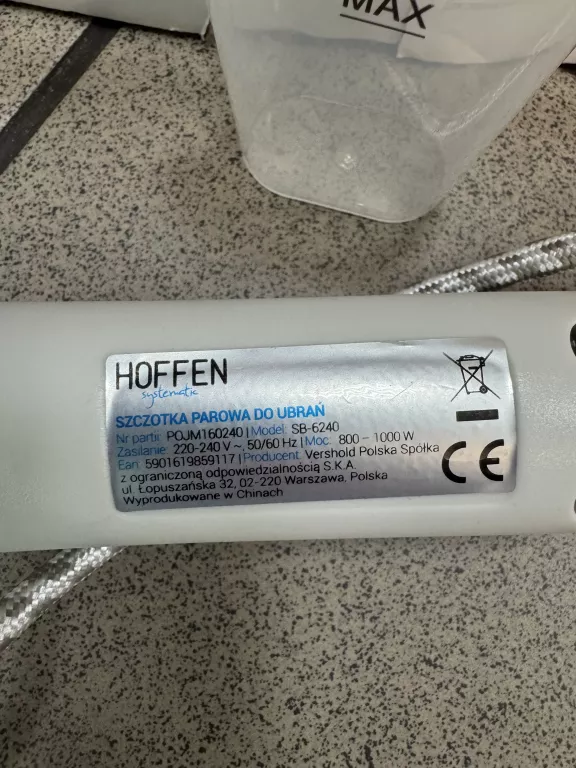 MAX
HOFFEN
systematic
SZCZOTKA PAROWA DO UBRAŃ
Nr partii: POJM160240 | Model: SB-6240
Zasilanie: 220-240 V ~, 50/60 Hz | Moc: 800 – 1000 W
Ean: 5901619859117 | Producent: Vershold Polska Spółka
z ograniczoną odpowiedzialnością S.K.A.
ul. Łopuszańska 32, 02-220 Warszawa, Polska
Wyprodukowane w Chinach
CE